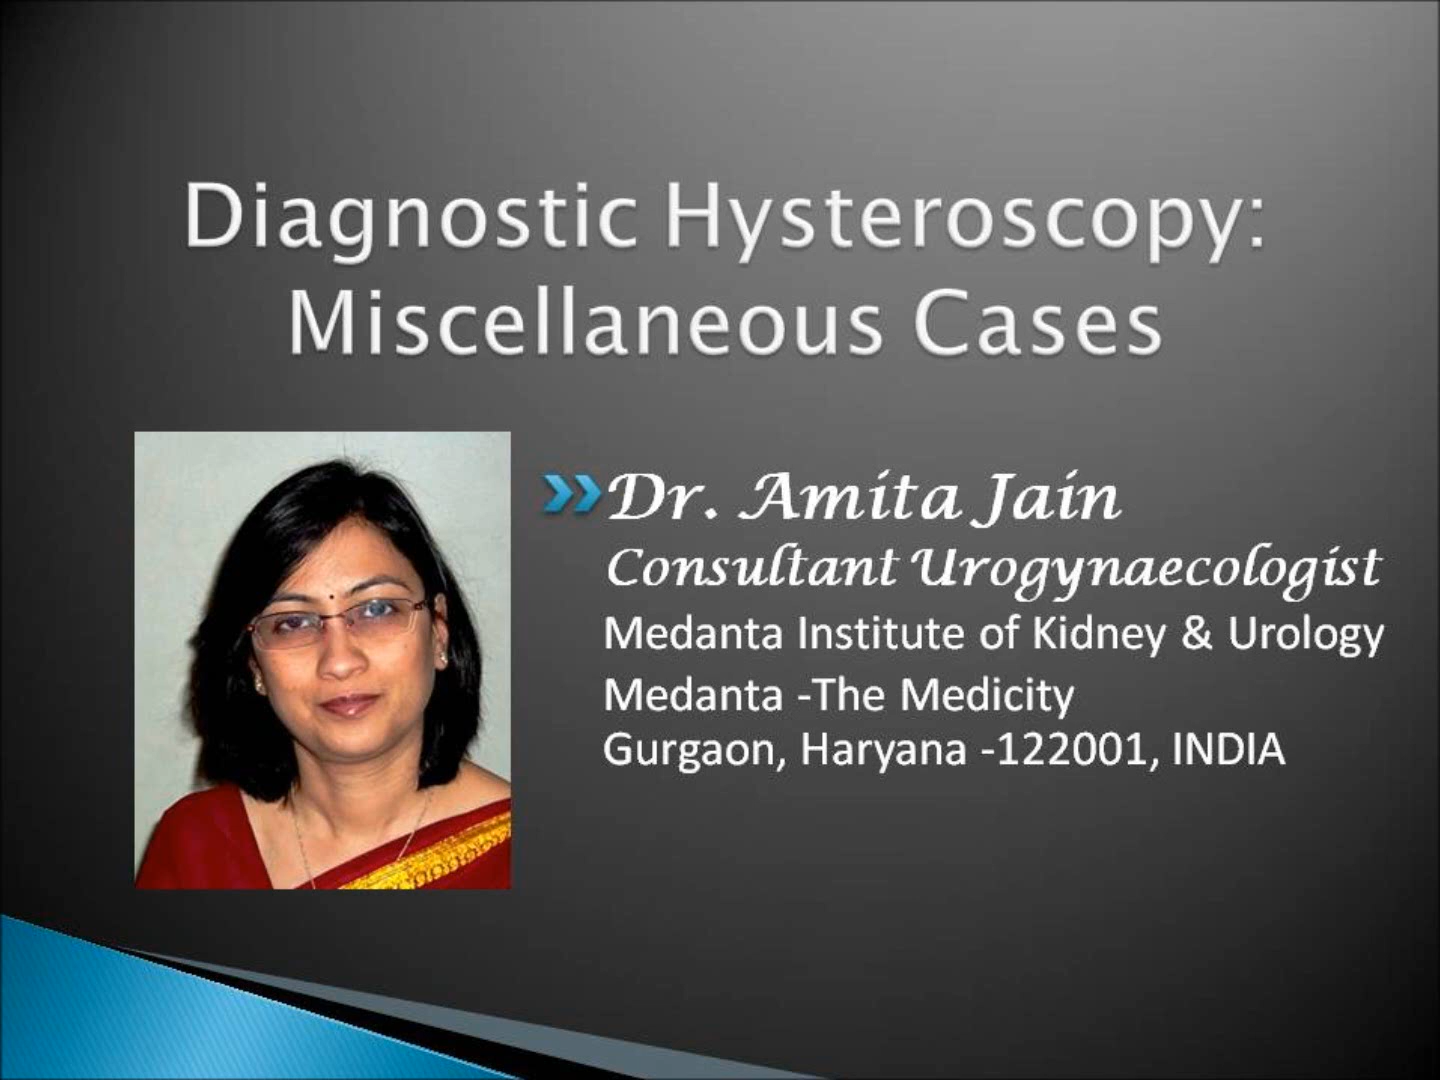 Diagnostic Hysteroscopy:
Miscellaneous Cases
Dr. Amita Jain
Consultant Urogynaecologist
Medanta Institute of Kidney & Urology
Medanta -The Medicity
Gurgaon, Haryana -122001, INDIA